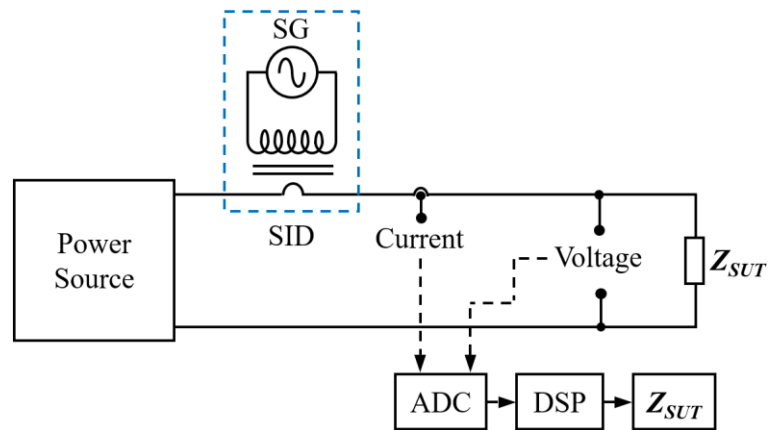 SG
SID
Power
Source
Current
Voltage
Z_SUT
ADC
DSP
Z_SUT